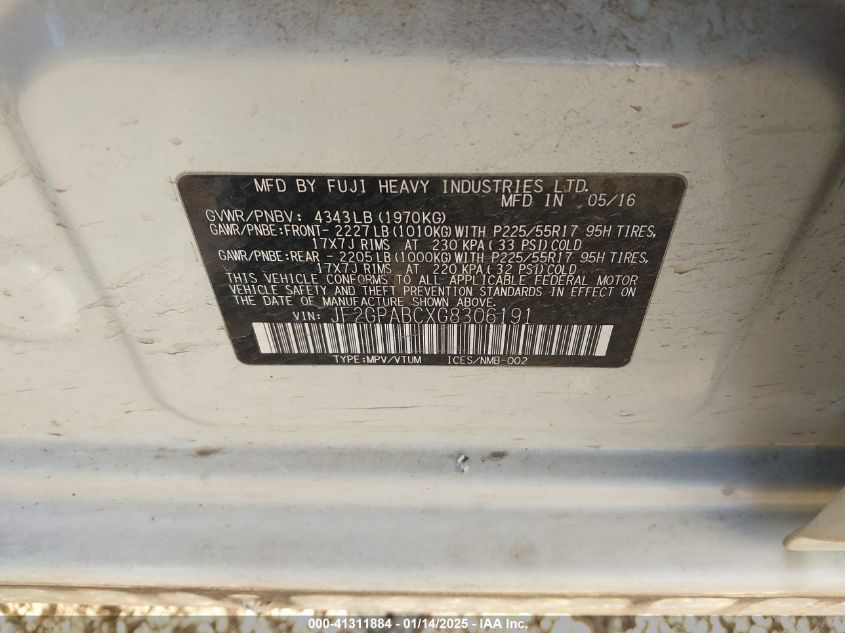 MFD BY FUJI HEAVY INDUSTRIES LTD.
MFD IN 05/16
GVWR/PNBV: 4343LB(1970KG)
GAWR/PNBE:FRONT- 2227LB(1010KG)WITH P225/55R17 95H TIRES,
17X7J RIMS AT 230KPA(33 PSI)COLD
GAWR/PNBE:REAR - 2205LB(1000KG)WITH P225/55R17 95H TIRES,
17X7J RIMS AT 220KPA(32 PSI)COLD
THIS VEHICLE CONFORMS TO ALL APPLICABLE FEDERAL MOTOR
VEHICLE SAFETY AND THEFT PREVENTION STANDARDS IN EFFECT ON
THE DATE OF MANUFACTURE SHOWN ABOVE.
VIN: JF2GPABCXG8306191
TYPE:MPV/VTUM ICES/NMB-002
000-41311884 - 01/14/2025 - IAA Inc.